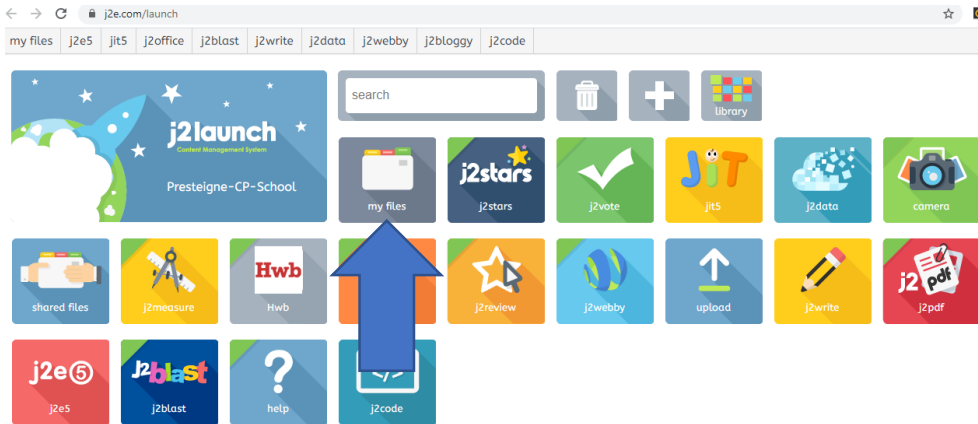 j2e.com/launch
my files j2e5 jit5 j2office j2blast j2write j2data j2webby j2bloggy j2code
search
library
j2launch
Content Management System
Presteigne-CP-School
my files
j2stars
j2stars
j2vote
JiT
jit5
j2data
camera
shared files
j2measure
Hwb
Hwb
j2review
j2webby
upload
j2write
j2 pdf
j2pdf
j2e5
j2e5
j2blast
j2blast
?
help
</>
j2code